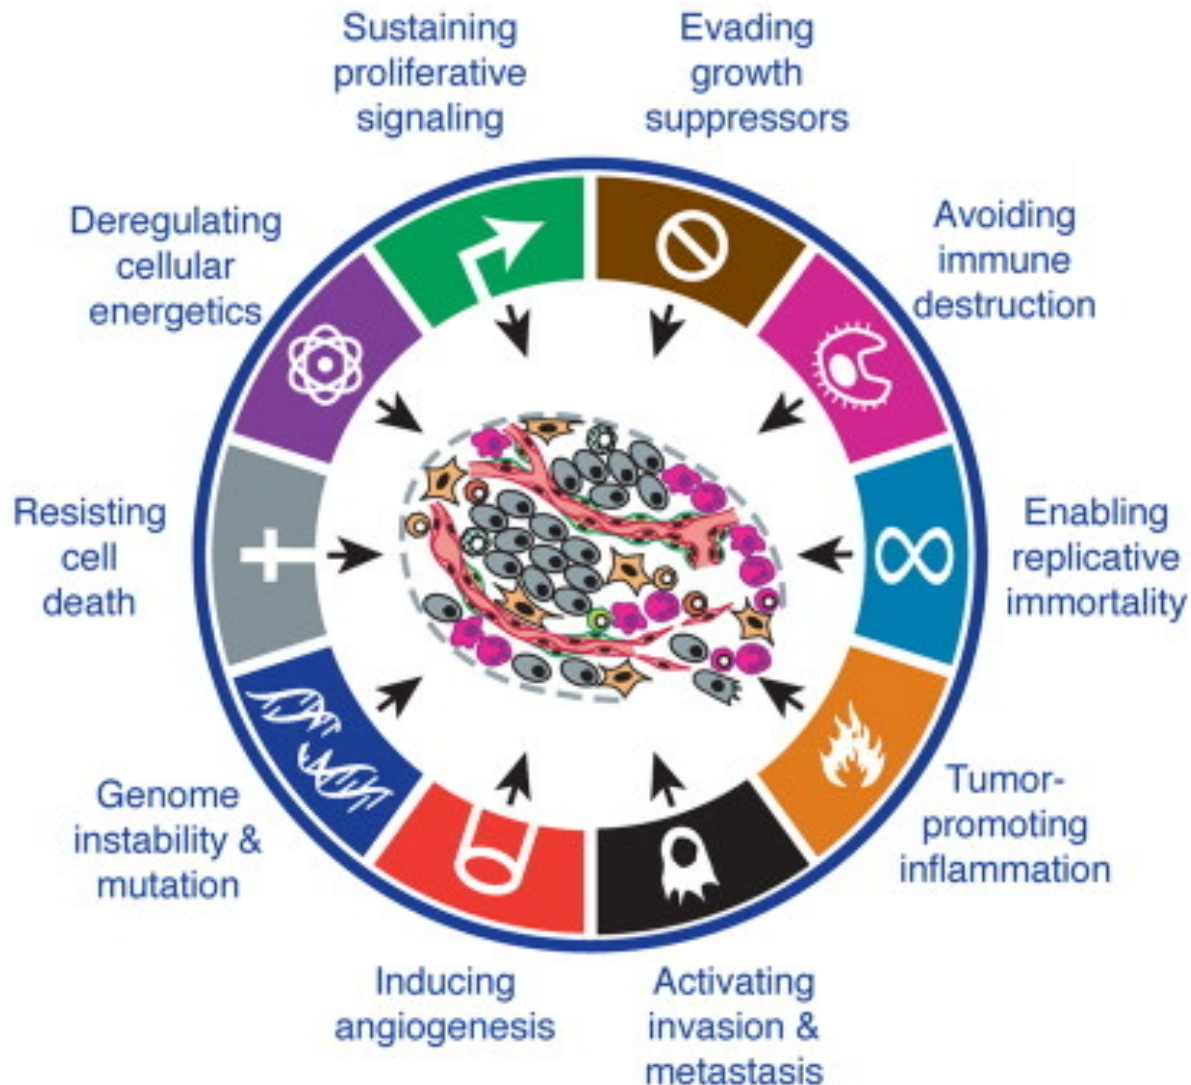 Sustaining
proliferative
signaling
Evading
growth
suppressors
Avoiding
immune
destruction
Enabling
replicative
immortality
Tumor-
promoting
inflammation
Activating
invasion &
metastasis
Inducing
angiogenesis
Genome
instability &
mutation
Resisting
cell
death
Deregulating
cellular
energetics